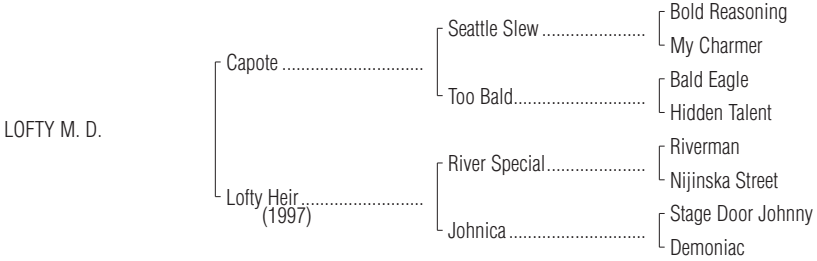 Bold Reasoning
Seattle Slew ......................
My Charmer
Capote .............................
Bald Eagle
Too Bald...........................
Hidden Talent
LOFTY M. D.
Riverman
River Special.....................
Nijinska Street
Lofty Heir.........................
(1997)
Stage Door Johnny
Johnica ............................
Demoniac